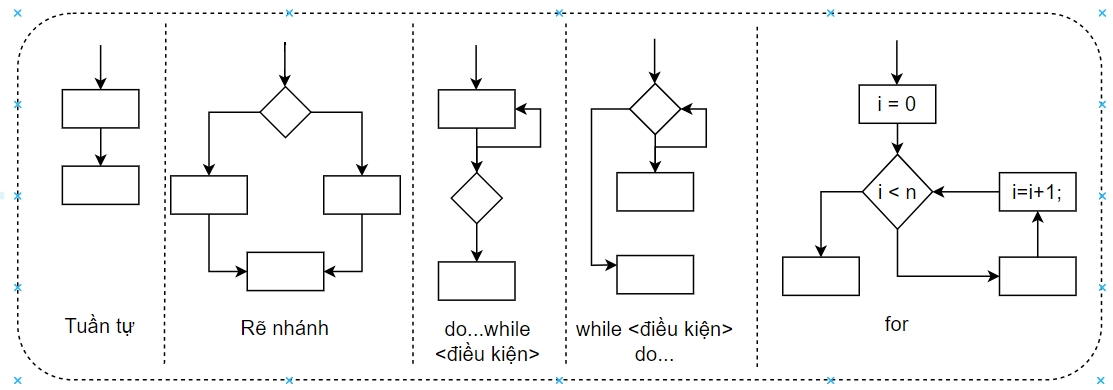 i = 0
i < n
i=i+1;
Tuần tự
Rẽ nhánh
do...while
<điều kiện>
while <điều kiện>
do...
for